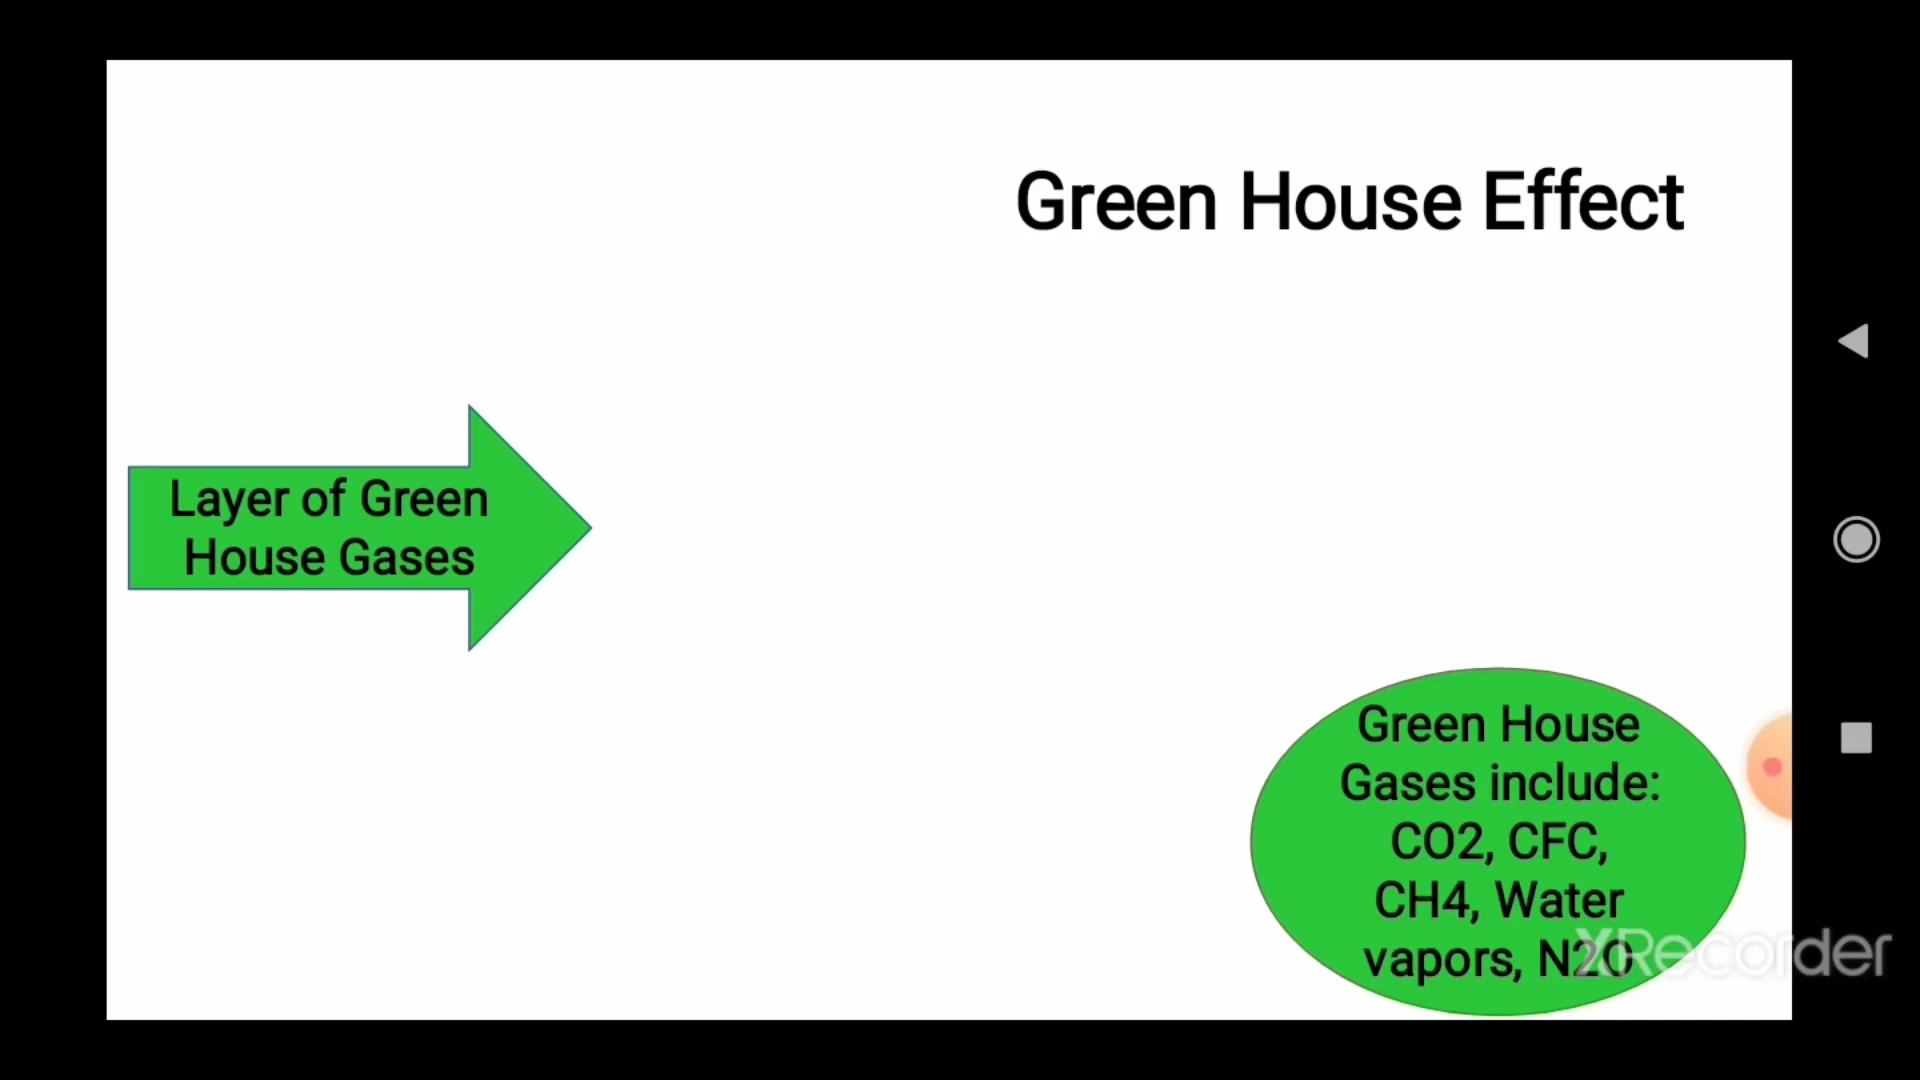 Green House Effect
Layer of Green
House Gases
Green House
Gases include:
CO2, CFC,
CH4, Water
vapors, N2O
XRecorder